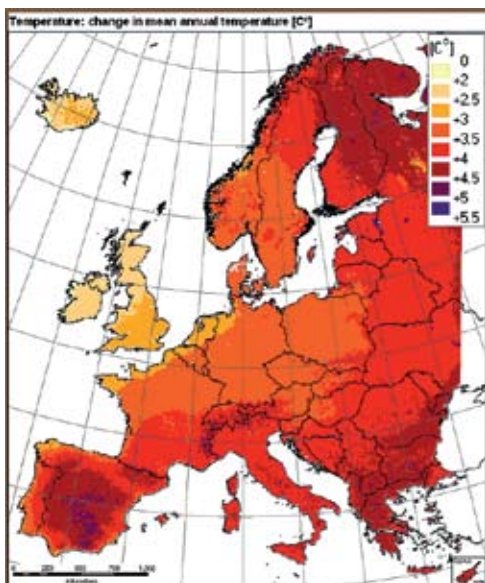 Temperature: change in mean annual temperature [C°]
[C°]
0
+2
+2.5
+3
+3.5
+4
+4.5
+5
+5.5
0 250 500 1,000
Kilometers